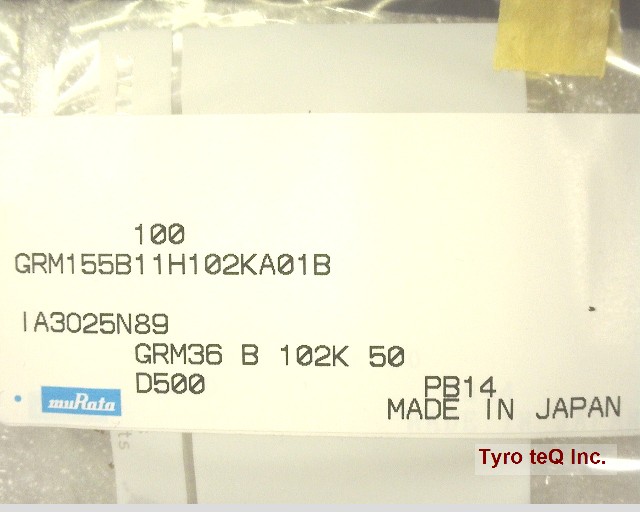 100
GRM155B11H102KA01B
IA3025N89
GRM36 B 102K 50
D500
PB14
muRata
MADE IN JAPAN
Tyro teQ Inc.